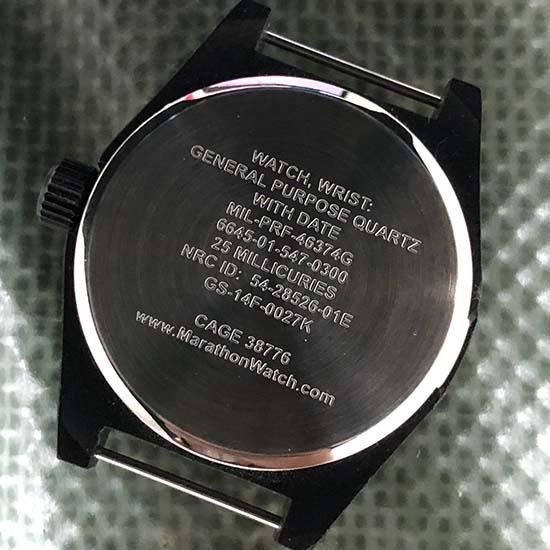 WATCH, WRIST:
GENERAL PURPOSE QUARTZ
WITH DATE
MIL-PRF-46374G
6645-01-547-0300
25 MILLICURIES
NRC ID: 54-28526-01E
GS-14F-0027K
CAGE 38776
www.MarathonWatch.com